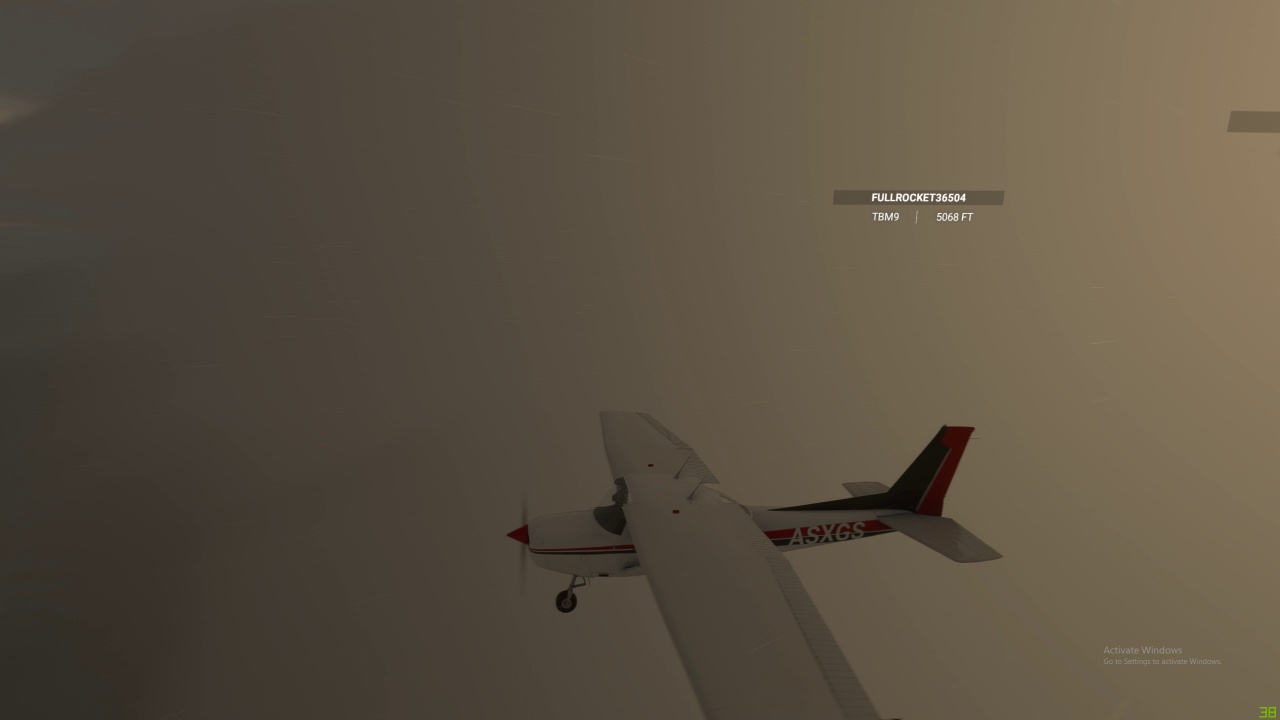 FULLROCKET36504
TBM9 | 5068 FT
ASXGS
Activate Windows
Go to Settings to activate Windows.
38